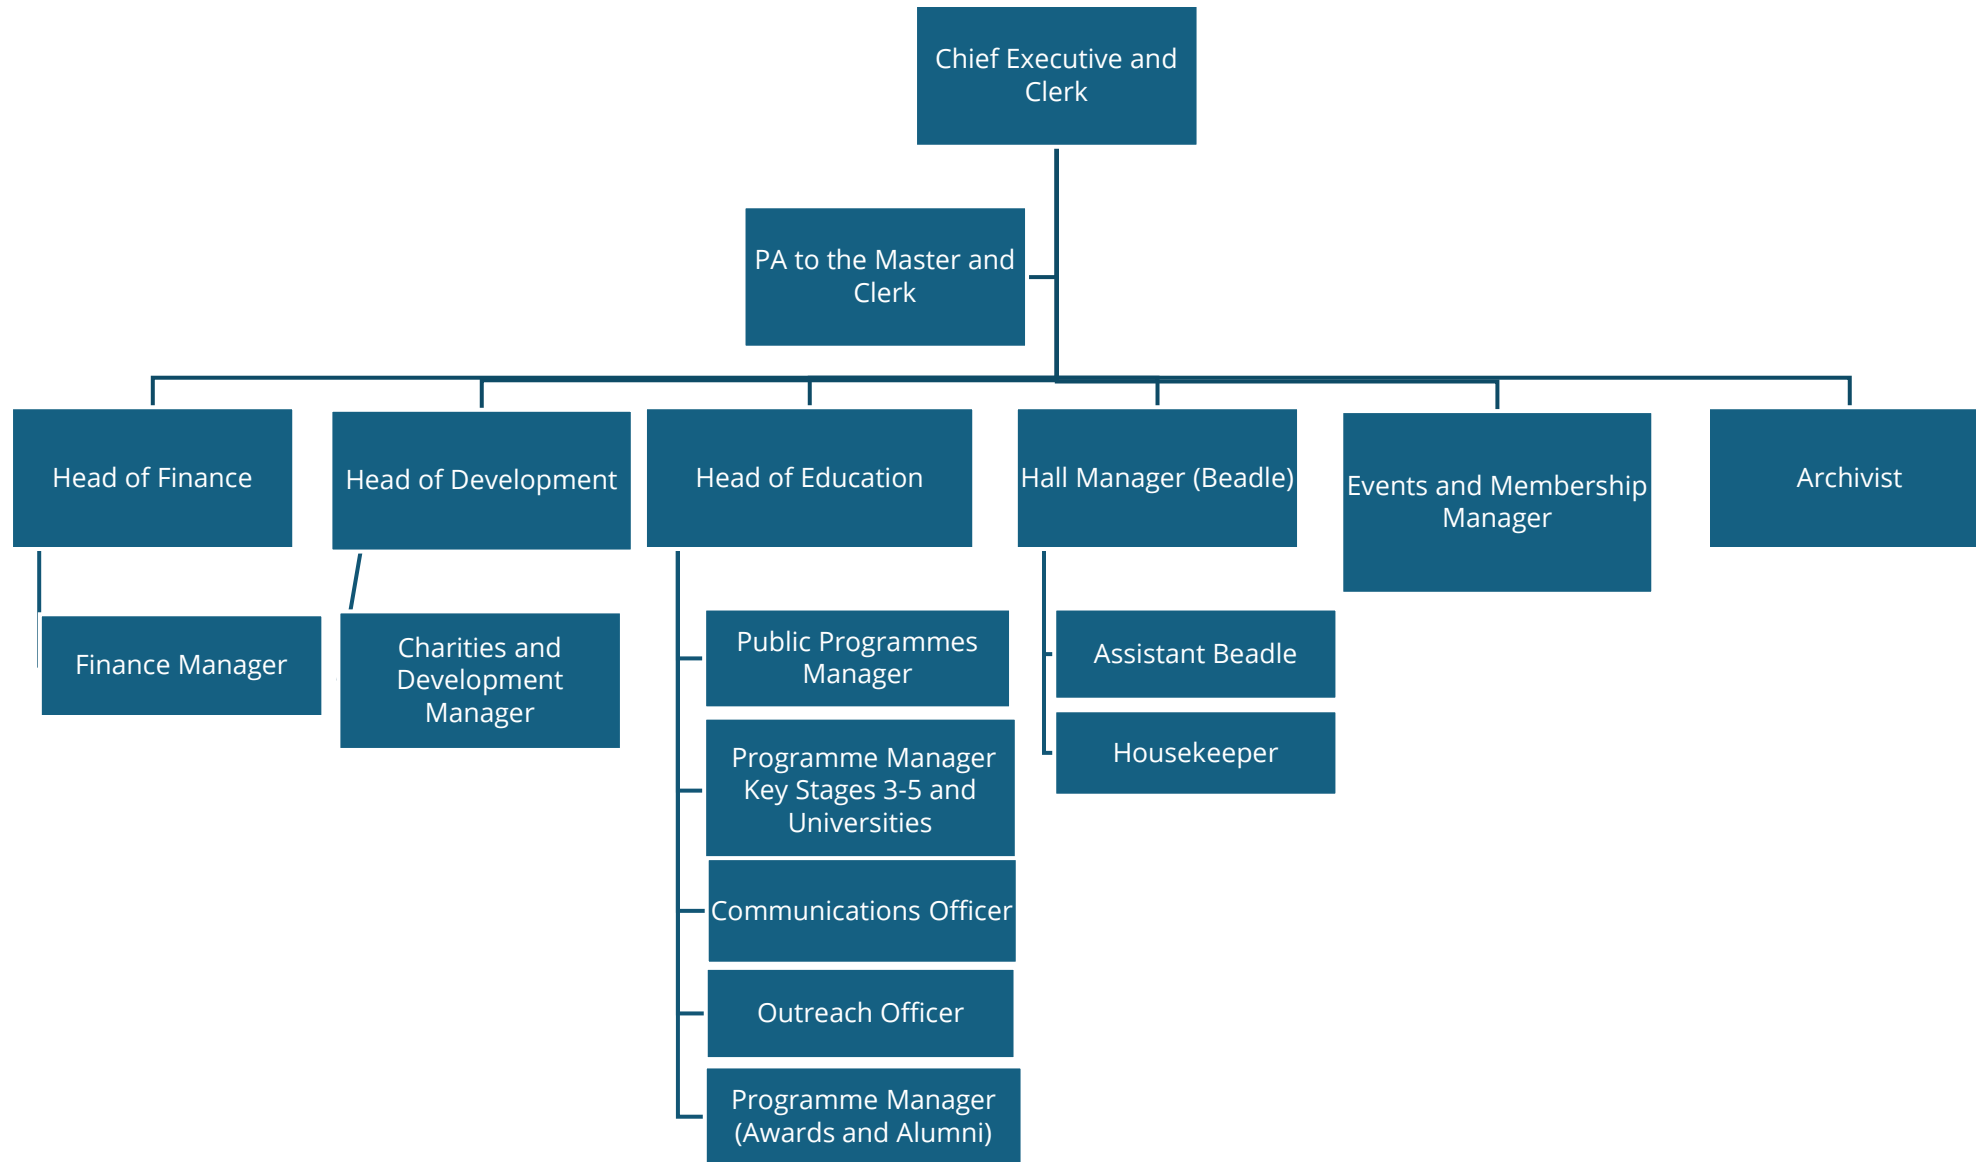 Chief Executive and
Clerk
PA to the Master and
Clerk
Head of Finance
Head of Development
Head of Education
Hall Manager (Beadle)
Events and Membership
Manager
Archivist
Finance Manager
Charities and
Development
Manager
Public Programmes
Manager
Programme Manager
Key Stages 3-5 and
Universities
Communications Officer
Outreach Officer
Programme Manager
(Awards and Alumni)
Assistant Beadle
Housekeeper